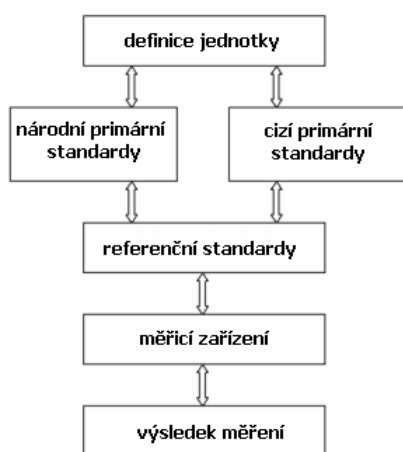 definice jednotky
národní primární
standardy
cizí primární
standardy
referenční standardy
měřicí zařízení
výsledek měření